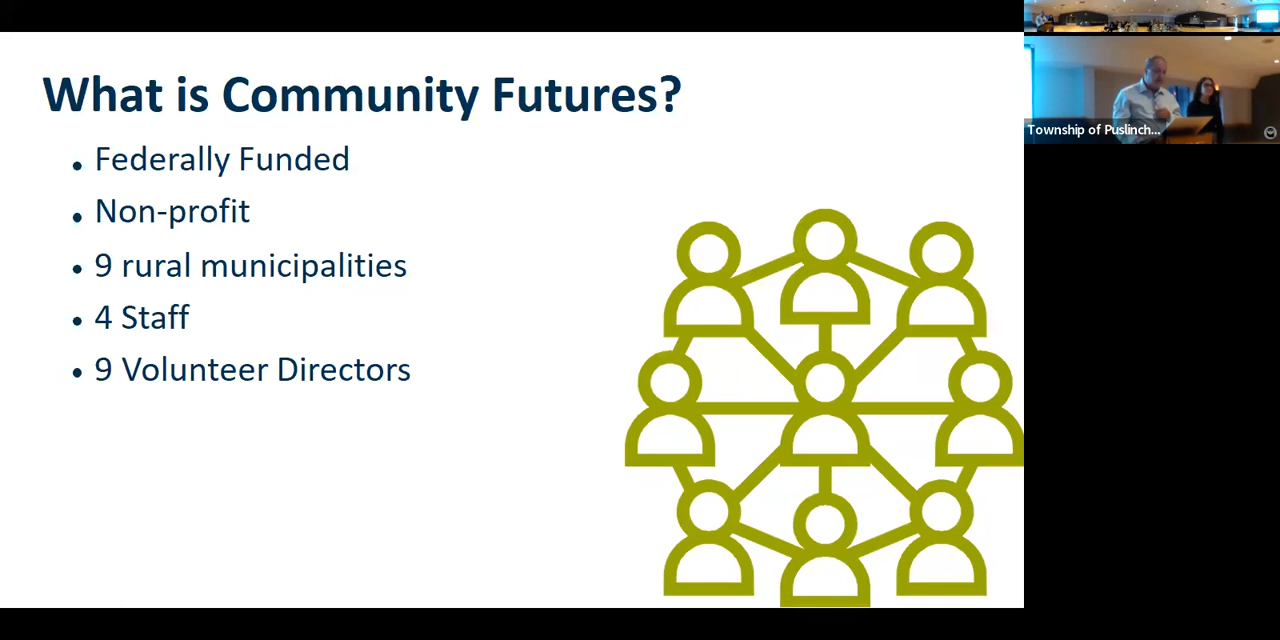 What is Community Futures?
• Federally Funded
• Non-profit
• 9 rural municipalities
• 4 Staff
• 9 Volunteer Directors
Township of Puslinch...